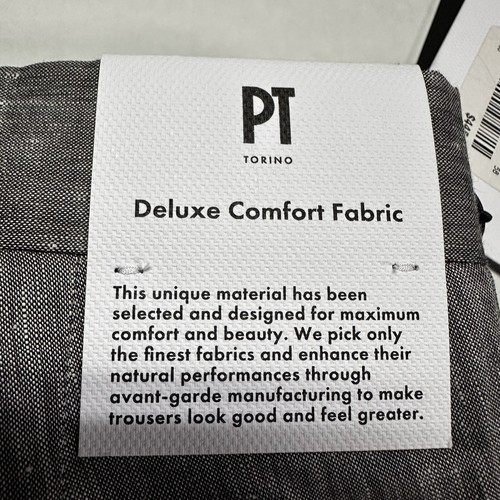 PT
TORINO
Deluxe Comfort Fabric
This unique material has been
selected and designed for maximum
comfort and beauty. We pick only
the finest fabrics and enhance their
natural performances through
avant-garde manufacturing to make
trousers look good and feel greater.